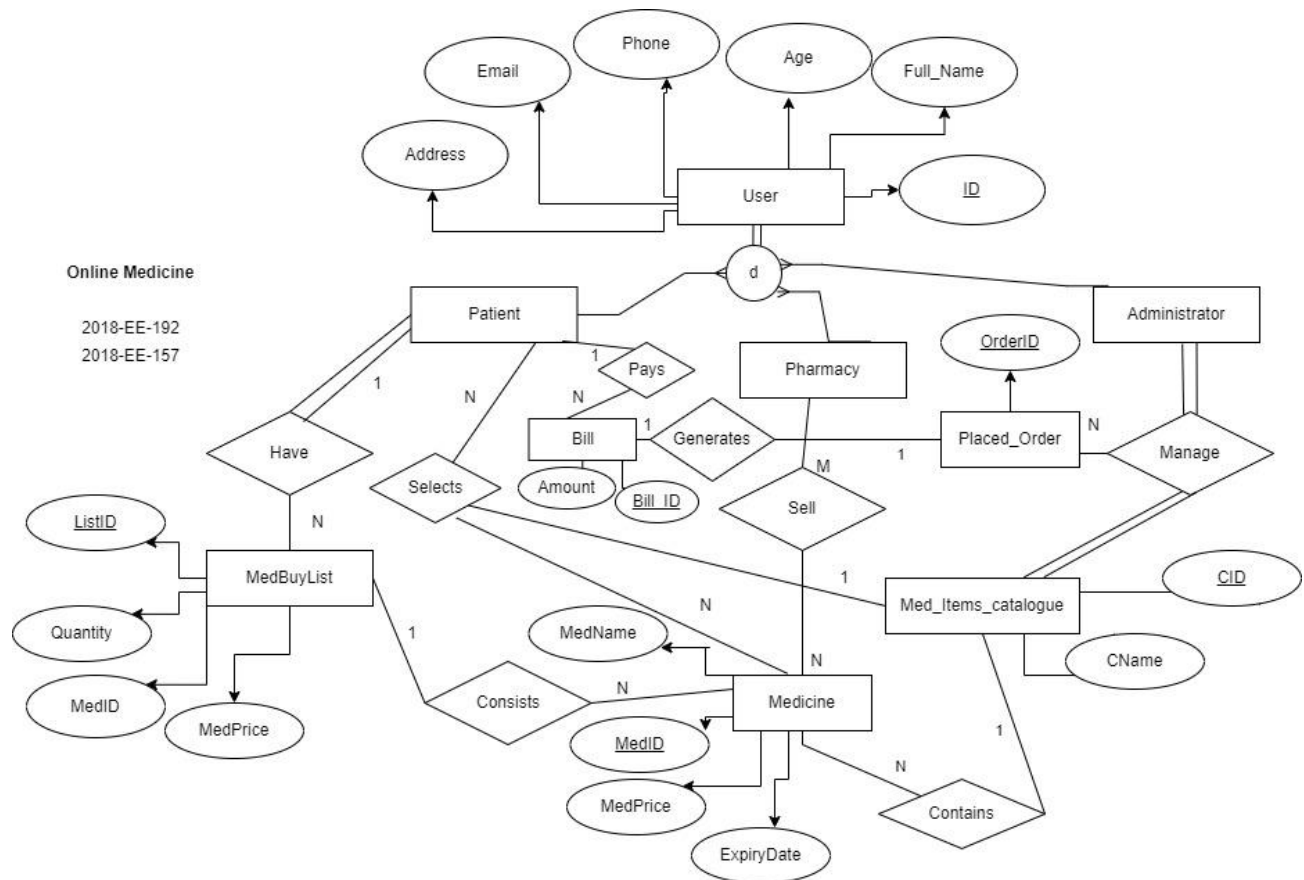 Phone
Age
Email
Full_Name
Address
User
ID
Online Medicine
d
2018-EE-192
2018-EE-157
Patient
Administrator
OrderID
1
Pays
Pharmacy
1
N
N
Bill
1
Generates
1
Placed_Order
N
Have
Manage
M
Selects
Amount
Bill_ID
Sell
ListID
N
MedBuyList
1
Med_Items_catalogue
CID
Quantity
N
MedName
1
N
CName
MedID
MedPrice
Consists
N
Medicine
1
MedID
N
MedPrice
Contains
ExpiryDate